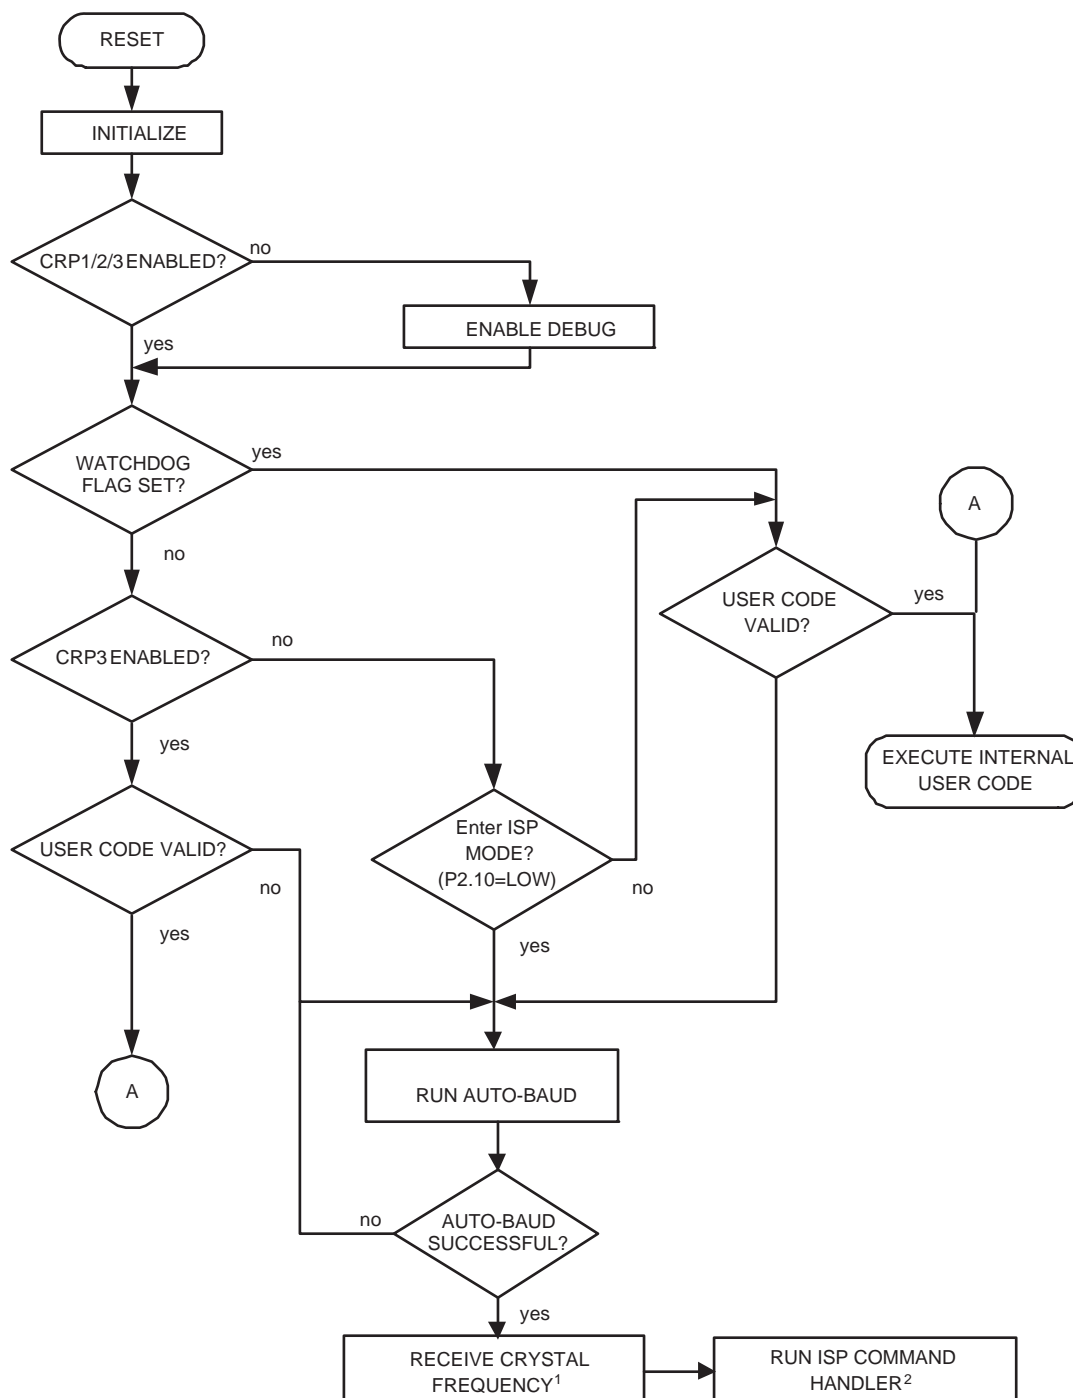 RESET
INITIALIZE
CRP1/2/3 ENABLED?
no
ENABLE DEBUG
yes
WATCHDOG
FLAG SET?
yes
A
no
USER CODE
VALID?
yes
CRP3 ENABLED?
no
yes
EXECUTE INTERNAL
USER CODE
USER CODE VALID?
no
Enter ISP
MODE?
(P2.10=LOW)
no
yes
yes
A
RUN AUTO-BAUD
no
AUTO-BAUD
SUCCESSFUL?
yes
RECEIVE CRYSTAL
FREQUENCY1
RUN ISP COMMAND
HANDLER2